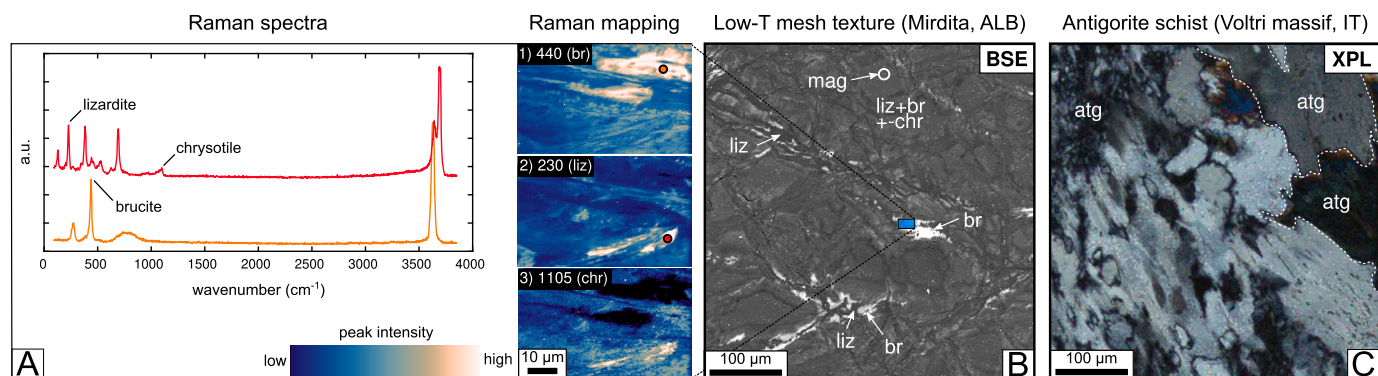 Raman spectra
Raman mapping
Low-T mesh texture (Mirdita, ALB)
Antigorite schist (Voltri massif, IT)
lizardite
chrysotile
brucite
a.u.
0 500 1000 1500 2000 2500 3000 3500 4000
wavenumber (cm-1)
peak intensity
low
high
A
1) 440 (br)
2) 230 (liz)
3) 1105 (chr)
10 µm
BSE
mag
liz+br
+-chr
liz
br
liz
br
100 µm
B
XPL
atg
atg
atg
100 µm
C